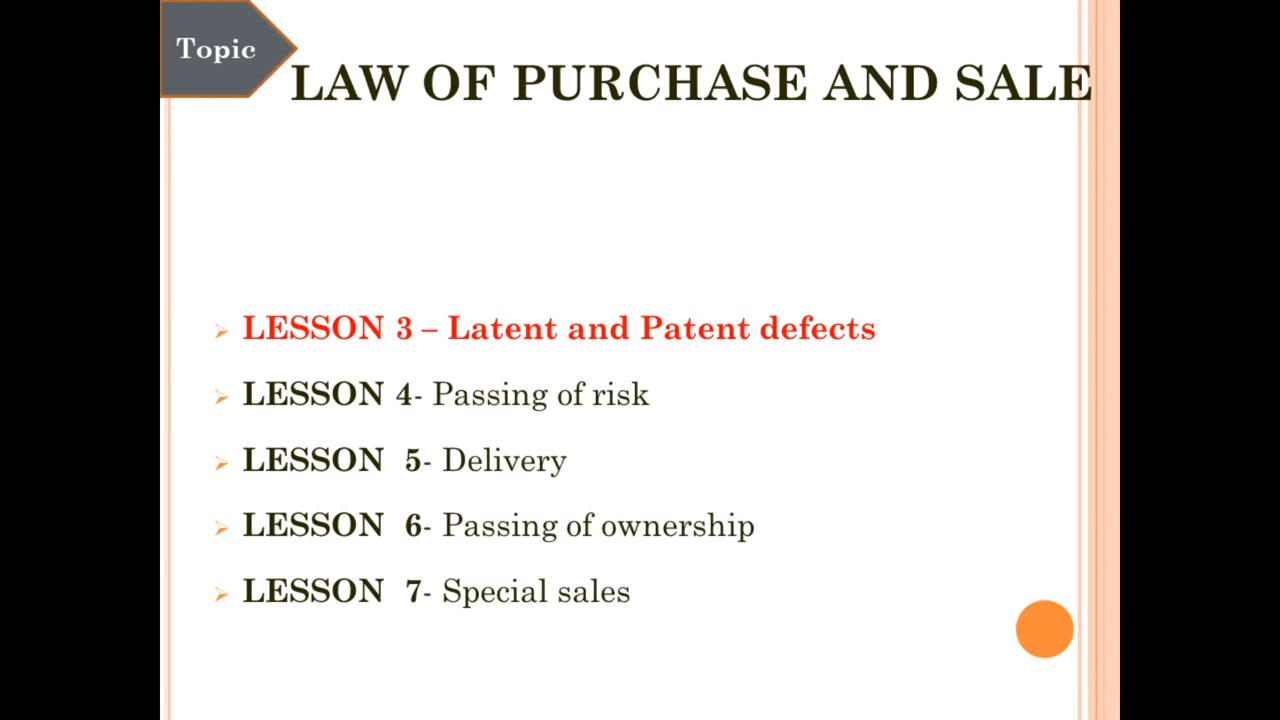 Topic
LAW OF PURCHASE AND SALE
LESSON 3 – Latent and Patent defects
LESSON 4- Passing of risk
LESSON 5- Delivery
LESSON 6- Passing of ownership
LESSON 7- Special sales